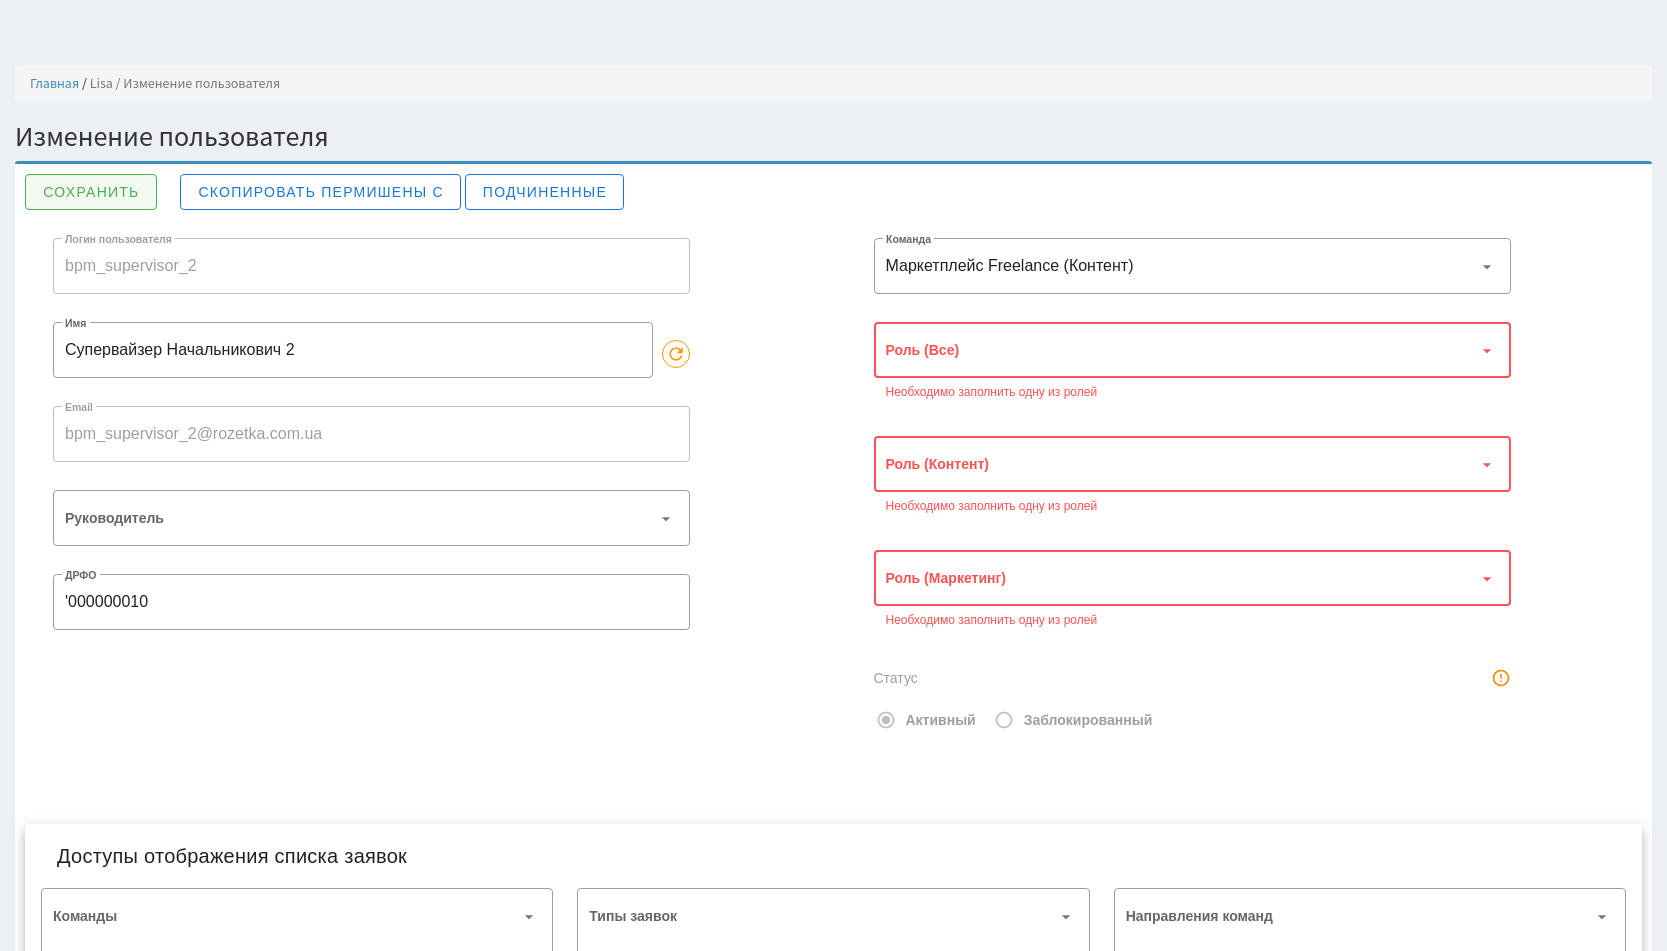 Главная / Lisa / Изменение пользователя
Изменение пользователя
СОХРАНИТЬ
СКОПИРОВАТЬ ПЕРМИШЕНЫ С
ПОДЧИНЕННЫЕ
Логин пользователя
bpm_supervisor_2
Имя
Супервайзер Начальникович 2
Email
bpm_supervisor_2@rozetka.com.ua
Руководитель
ДРФО
'000000010
Команда
Маркетплейс Freelance (Контент)
Роль (Все)
Необходимо заполнить одну из ролей
Роль (Контент)
Необходимо заполнить одну из ролей
Роль (Маркетинг)
Необходимо заполнить одну из ролей
Статус
Активный
Заблокированный
Доступы отображения списка заявок
Команды
Типы заявок
Направления команд